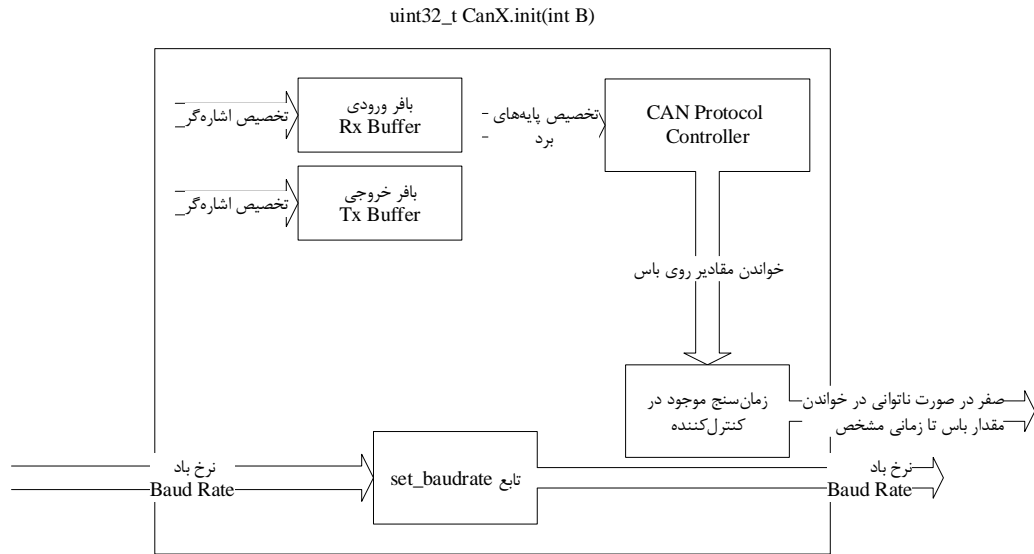 uint32_t CanX.init(int B)
تخصیص اشاره‌گر
بافر ورودی
Rx Buffer
تخصیص پایه‌های
برد
CAN Protocol
Controller
تخصیص اشاره‌گر
بافر خروجی
Tx Buffer
خواندن مقادیر روی باس
زمان‌سنج موجود در
کنترل‌کننده
صفر در صورت ناتوانی در خواندن
مقدار باس تا زمانی مشخص
نرخ باد
Baud Rate
تابع set_baudrate
نرخ باد
Baud Rate